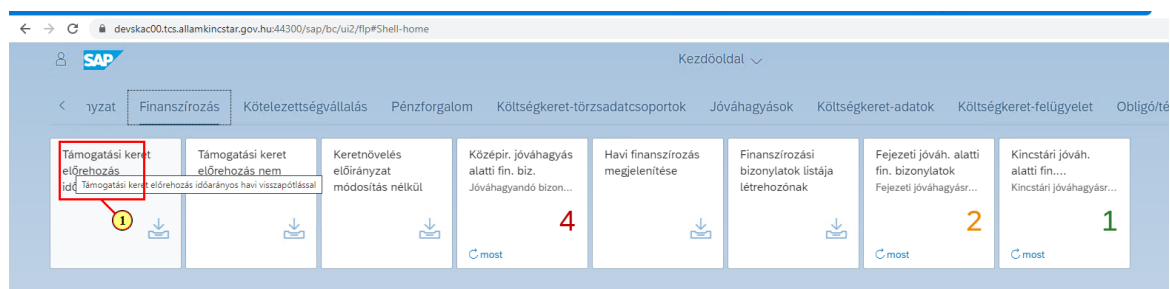 devskac00.tcs.allamkincstar.gov.hu:44300/sap/bc/ui2/flp#Shell-home
SAP
Kezdőoldal
nyzat Finanszírozás Kötelezettségvállalás Pénzforgalom Költségkeret-törzsadatcsoportok Jóváhagyások Költségkeret-adatok Költségkeret-felügyelet Obligó/té
Támogatási keret
előrehozás
idő
Támogatási keret előrehozás időarányos havi visszapótlással
1
Támogatási keret
előrehozás nem
Keretnövelés
előirányzat
módosítás nélkül
Középir. jóváhagyás
alatti fin. biz.
Jóváhagyandó bizon...
4
most
Havi finanszírozás
megjelenítése
Finanszírozási
bizonylatok listája
létrehozónak
Fejezeti jóváh. alatti
fin. bizonylatok
Fejezeti jóváhagyásr...
2
most
Kincstári jóváh.
alatti fin....
Kincstári jóváhagyásr...
1
most